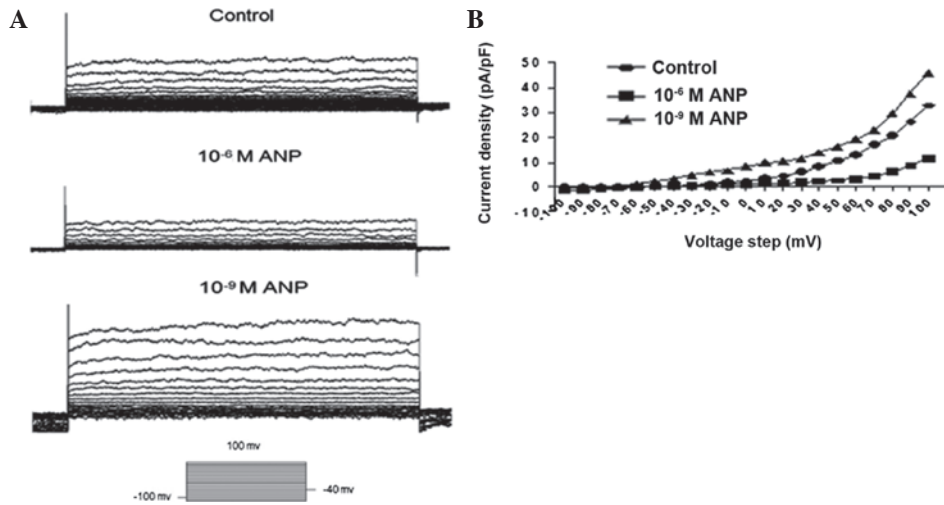 A
Control
10-6 M ANP
10-9 M ANP
100 mv
-100 mv
-40 mv
B
Current density (pA/pF)
50
40
30
20
10
0
-10
Control
10-6 M ANP
10-9 M ANP
-100 -90 -80 -70 -60 -50 -40 -30 -20 -10 0 10 20 30 40 50 60 70 80 90 100
Voltage step (mV)